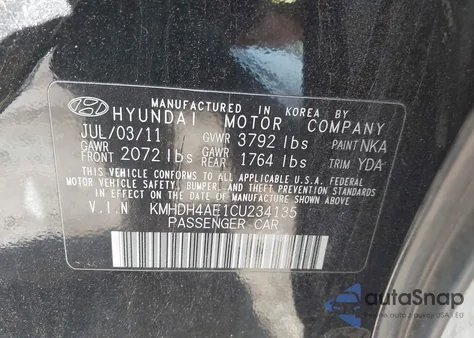 MANUFACTURED IN KOREA BY
HYUNDAI MOTOR COMPANY
JUL/03/11 GVWR 3792 lbs PAINT NKA
GAWR FRONT 2072 lbs GAWR REAR 1764 lbs TRIM YDA
THIS VEHICLE CONFORMS TO ALL APPLICABLE U.S.A. FEDERAL
MOTOR VEHICLE SAFETY, BUMPER, AND THEFT PREVENTION
STANDARDS IN EFFECT ON THE DATE OF MANUFACTURE SHOWN ABOVE.
V.I.N KMHDH4AE1CU234135
PASSENGER CAR
autoSnap